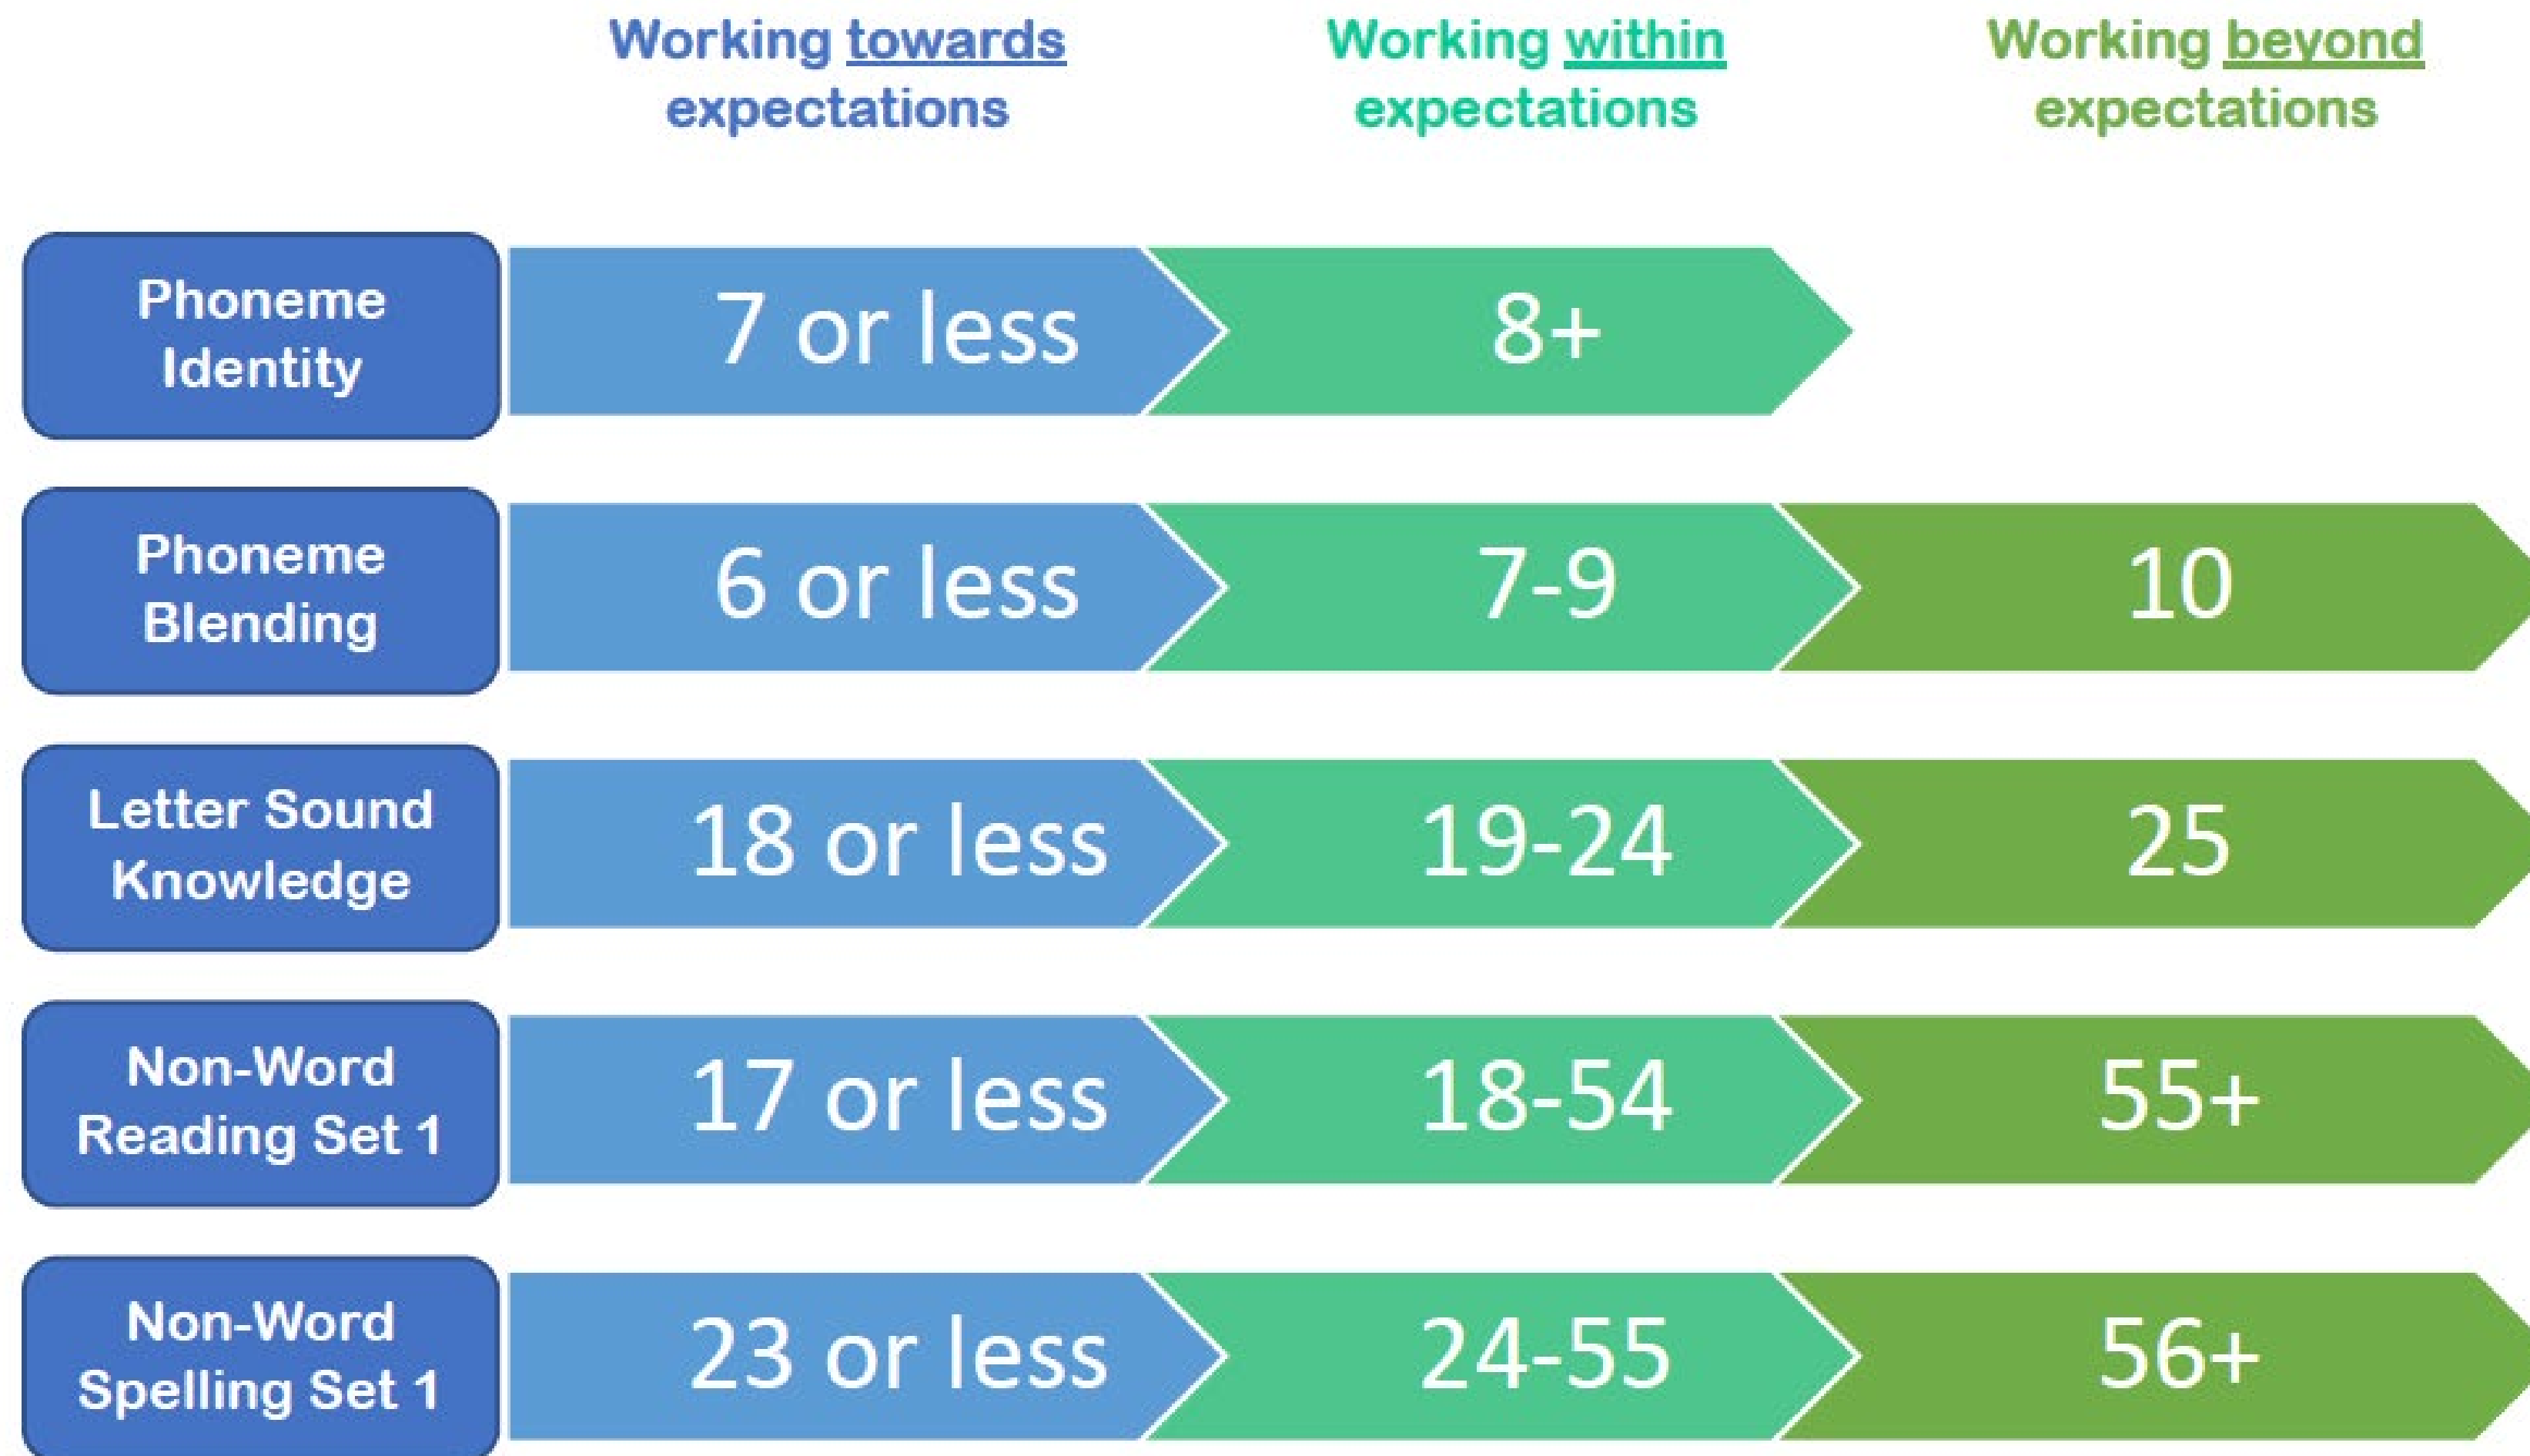 Working towards
expectations
Working within
expectations
Working beyond
expectations
Phoneme
Identity
7 or less
8+
Phoneme
Blending
6 or less
7-9
10
Letter Sound
Knowledge
18 or less
19-24
25
Non-Word
Reading Set 1
17 or less
18-54
55+
Non-Word
Spelling Set 1
23 or less
24-55
56+